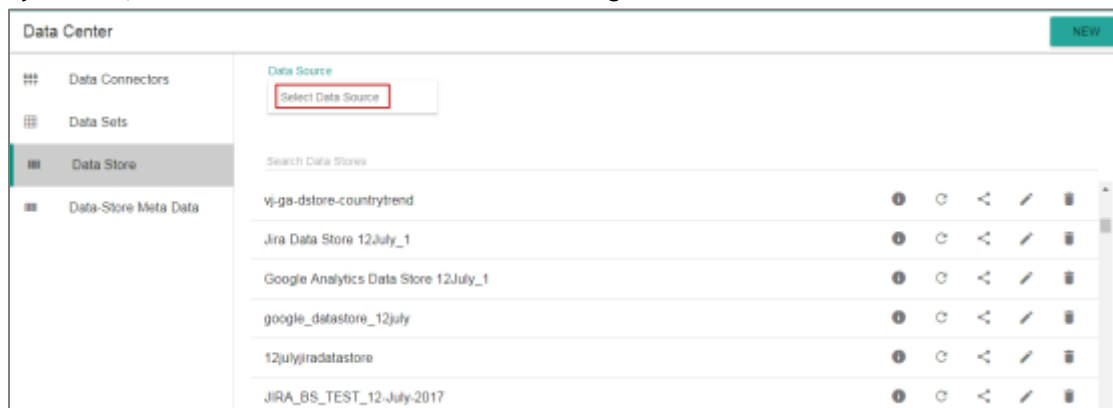 Data Center
NEW
Data Connectors
Data Sets
Data Store
Data-Store Meta Data
Data Source
Select Data Source
Search Data Stores
vj-ga-dstore-countrytrend
Jira Data Store 12July_1
Google Analytics Data Store 12July_1
google_datastore_12july
12julyjiradatastore
JIRA_BS_TEST_12-July-2017